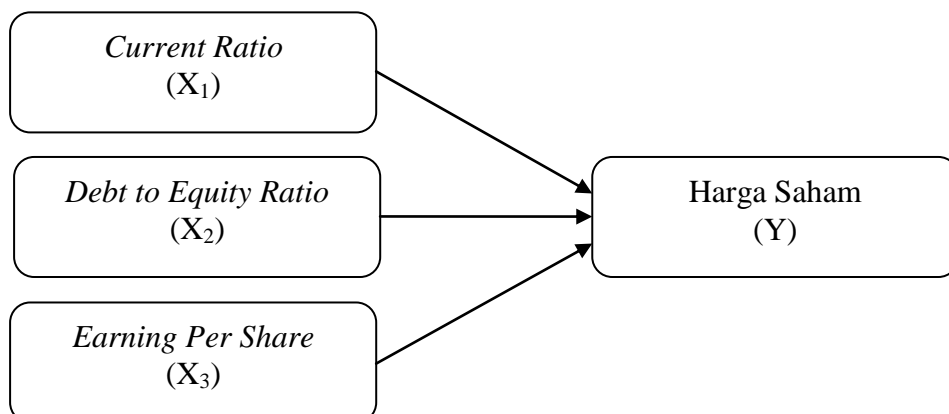 Current Ratio
(X₁)
Debt to Equity Ratio
(X₂)
Harga Saham
(Y)
Earning Per Share
(X₃)